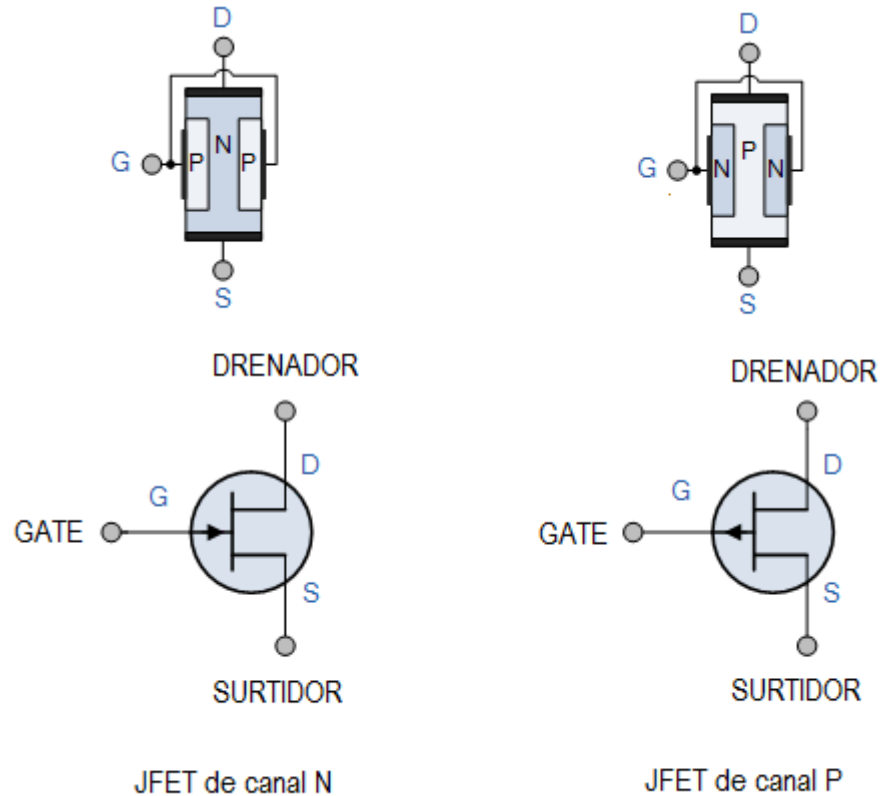 D
G
P
N
P
S
DRENADOR
D
G
GATE
S
SURTIDOR
JFET de canal N
D
G
N
P
N
S
DRENADOR
D
G
GATE
S
SURTIDOR
JFET de canal P